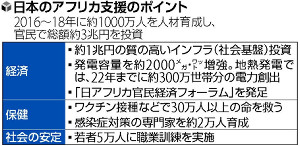 ◆日本のアフリカ支援のポイント
2016〜18年に約1000万人を人材育成し、
官民で総額約3兆円を投資
経済
●約1兆円の質の高いインフラ(社会基盤)投資
●発電容量を約2000メガ・ワット増強。地熱発電で
は、22年までに約300万世帯分の電力創出
●「日アフリカ官民経済フォーラム」を発足
保健
●ワクチン接種などで30万人以上の命を救う
●感染症対策の専門家を約2万人育成
社会の安定
●若者5万人に職業訓練を実施